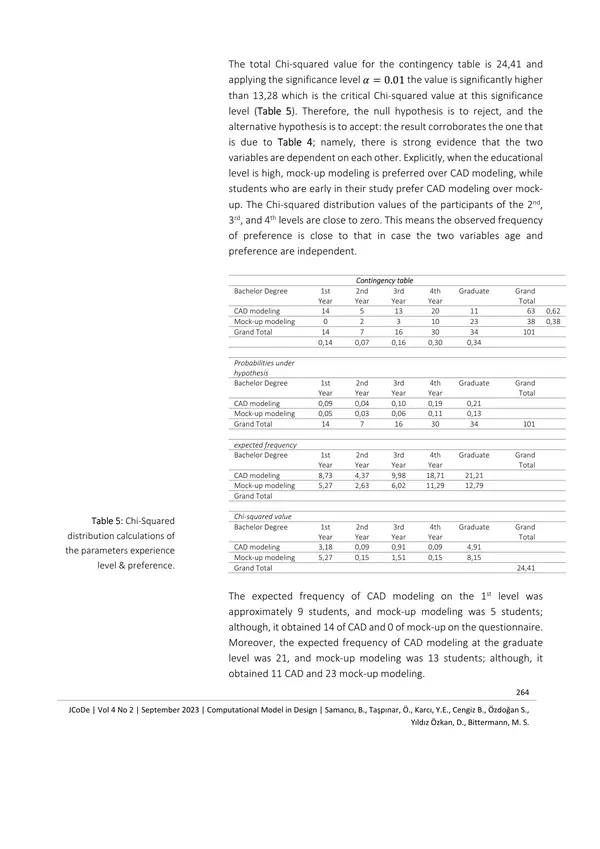 The total Chi-squared value for the contingency table is 24,41 and
applying the significance level α = 0.01 the value is significantly higher
than 13,28 which is the critical Chi-squared value at this significance
level (Table 5). Therefore, the null hypothesis is to reject, and the
alternative hypothesis is to accept: the result corroborates the one that
is due to Table 4; namely, there is strong evidence that the two
variables are dependent on each other. Explicitly, when the educational
level is high, mock-up modeling is preferred over CAD modeling, while
students who are early in their study prefer CAD modeling over mock-
up. The Chi-squared distribution values of the participants of the 2nd,
3rd, and 4th levels are close to zero. This means the observed frequency
of preference is close to that in case the two variables age and
preference are independent.
Contingency table
Bachelor Degree 1st Year 2nd Year 3rd Year 4th Year Graduate Grand Total
CAD modeling 14 5 13 20 11 63 0,62
Mock-up modeling 0 2 3 10 23 38 0,38
Grand Total 14 7 16 30 34 101
0,14 0,07 0,16 0,30 0,34
Probabilities under
hypothesis
Bachelor Degree 1st Year 2nd Year 3rd Year 4th Year Graduate Grand Total
CAD modeling 0,09 0,04 0,10 0,19 0,21
Mock-up modeling 0,05 0,03 0,06 0,11 0,13
Grand Total 14 7 16 30 34 101
expected frequency
Bachelor Degree 1st Year 2nd Year 3rd Year 4th Year Graduate Grand Total
CAD modeling 8,73 4,37 9,98 18,71 21,21
Mock-up modeling 5,27 2,63 6,02 11,29 12,79
Grand Total
Chi-squared value
Bachelor Degree 1st Year 2nd Year 3rd Year 4th Year Graduate Grand Total
CAD modeling 3,18 0,09 0,91 0,09 4,91
Mock-up modeling 5,27 0,15 1,51 0,15 8,15
Grand Total 24,41
Table 5: Chi-Squared
distribution calculations of
the parameters experience
level & preference.
The expected frequency of CAD modeling on the 1st level was
approximately 9 students, and mock-up modeling was 5 students;
although, it obtained 14 of CAD and 0 of mock-up on the questionnaire.
Moreover, the expected frequency of CAD modeling at the graduate
level was 21, and mock-up modeling was 13 students; although, it
obtained 11 CAD and 23 mock-up modeling.
264
JCoDe | Vol 4 No 2 | September 2023 | Computational Model in Design | Samancı, B., Taşpınar, Ö., Karcı, Y.E., Cengiz B., Özdoğan S.,
Yıldız Özkan, D., Bittermann, M. S.